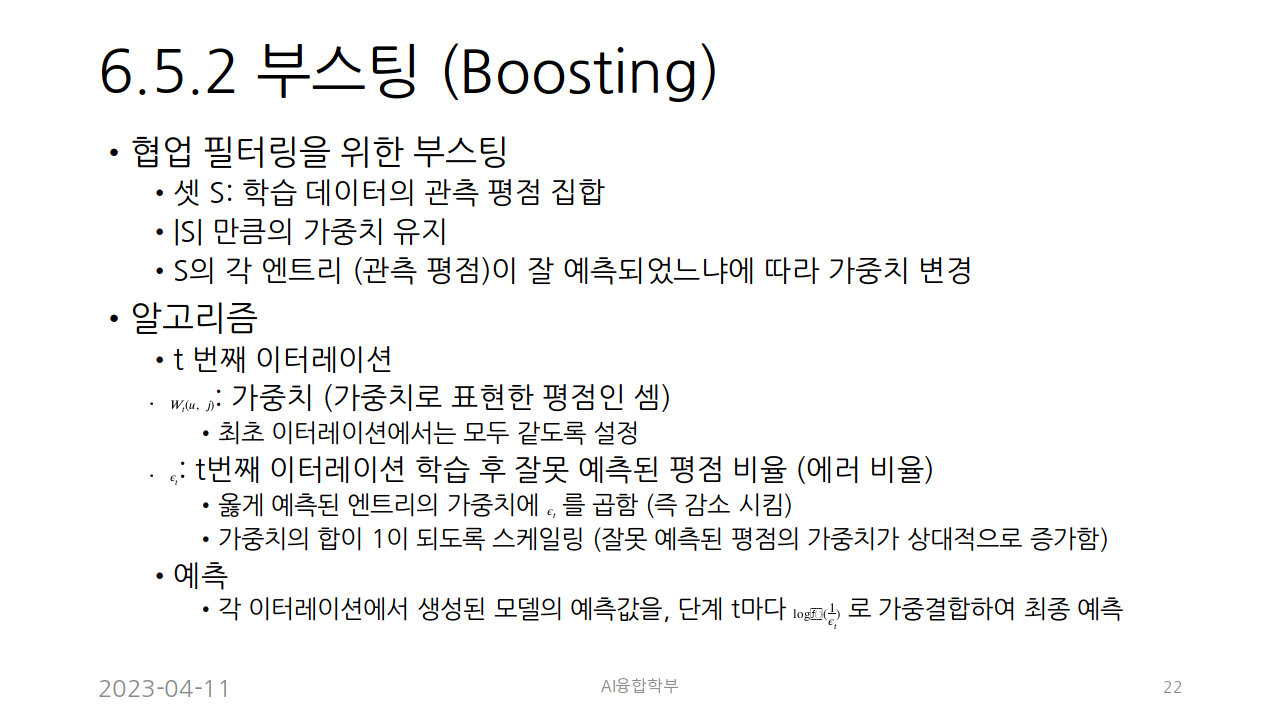 6.5.2 부스팅 (Boosting)
• 협업 필터링을 위한 부스팅
• 셋 S: 학습 데이터의 관측 평점 집합
• |S| 만큼의 가중치 유지
• S의 각 엔트리 (관측 평점)이 잘 예측되었느냐에 따라 가중치 변경
• 알고리즘
• t 번째 이터레이션
• W_t(u, j): 가중치 (가중치로 표현한 평점인 셈)
• 최초 이터레이션에서는 모두 같도록 설정
• ϵ_t: t번째 이터레이션 학습 후 잘못 예측된 평점 비율 (에러 비율)
• 옳게 예측된 엔트리의 가중치에 ϵ_t 를 곱함 (즉 감소 시킴)
• 가중치의 합이 1이 되도록 스케일링 (잘못 예측된 평점의 가중치가 상대적으로 증가함)
• 예측
• 각 이터레이션에서 생성된 모델의 예측값을, 단계 t마다 log(1/ϵ_t) 로 가중결합하여 최종 예측
2023-04-11
AI융합학부
22